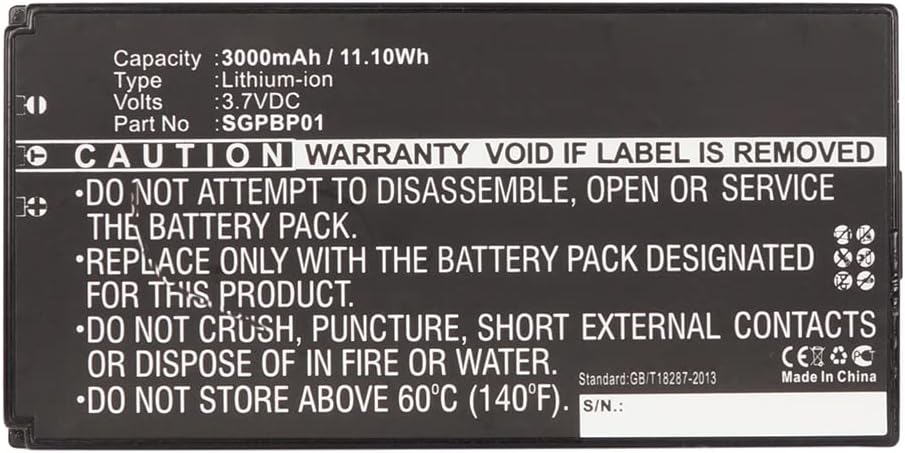 Capacity : 3000mAh / 11.10Wh
Type : Lithium-ion
Volts : 3.7VDC
Part No : SGPBP01
CAUTION WARRANTY VOID IF LABEL IS REMOVED
•DO NOT ATTEMPT TO DISASSEMBLE, OPEN OR SERVICE
THE BATTERY PACK.
•REPLACE ONLY WITH THE BATTERY PACK DESIGNATED
FOR THIS PRODUCT.
•DO NOT CRUSH, PUNCTURE, SHORT EXTERNAL CONTACTS
OR DISPOSE OF IN FIRE OR WATER.
•DO NOT STORE ABOVE 60°C (140°F).
Standard:GB/T18287-2013
CE
Made In China
S/N.: